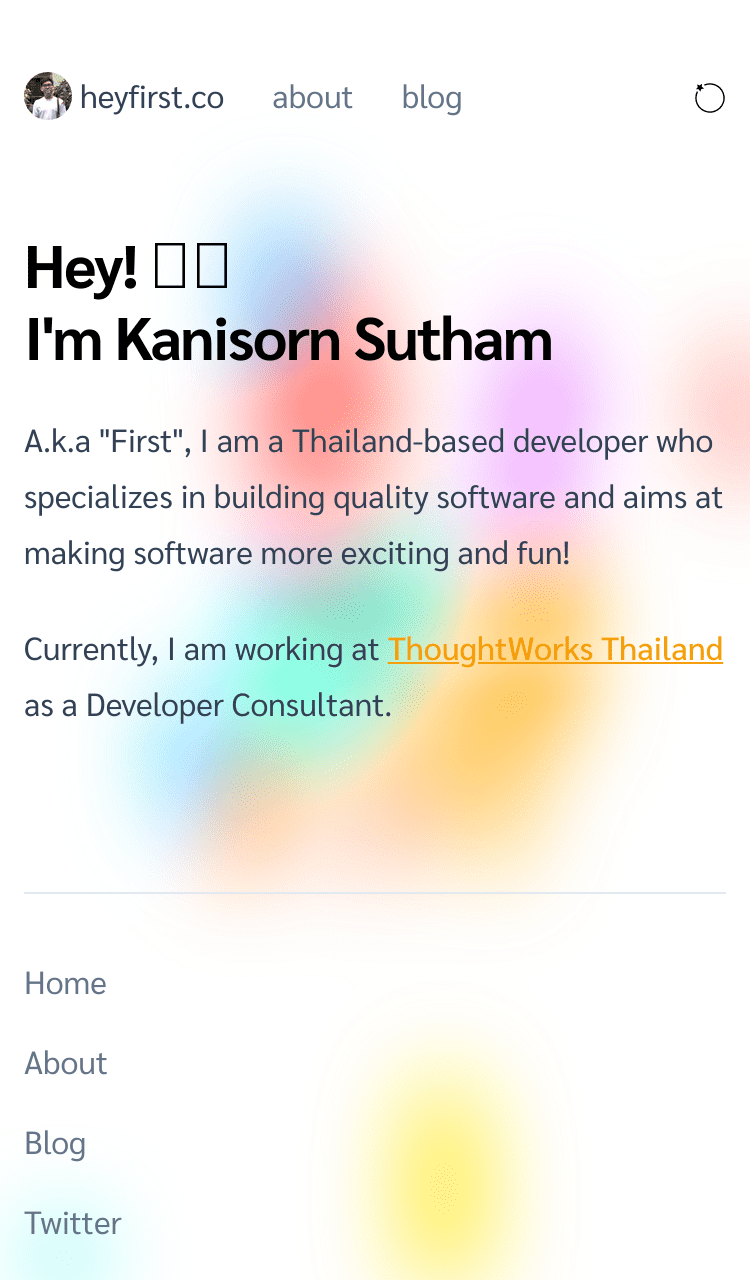 heyfirst.co about blog
Hey!
I'm Kanisorn Sutham
A.k.a "First", I am a Thailand-based developer who
specializes in building quality software and aims at
making software more exciting and fun!
Currently, I am working at ThoughtWorks Thailand
as a Developer Consultant.
Home
About
Blog
Twitter